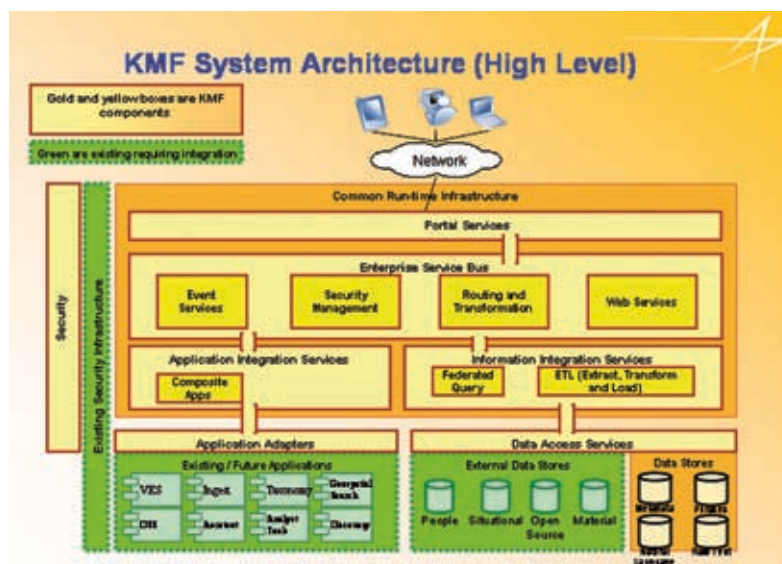 KMF System Architecture (High Level)
Gold and yellow boxes are KMF
components
Green are existing requiring integration
Network
Security
Existing Security Infrastructure
Common Run-time Infrastructure
Portal Services
Enterprise Service Bus
Event
Services
Security
Management
Routing and
Transformation
Web Services
Application Integration Services
Composite
Apps
Information Integration Services
Federated
Query
ETL (Extract, Transform
and Load)
Application Adapters
Data Access Services
Existing / Future Applications
Ingest
Taxonomy
Geospatial
Search
Analyst
Tools
External Data Stores
People
Situational
Open
Source
Material
Data Stores